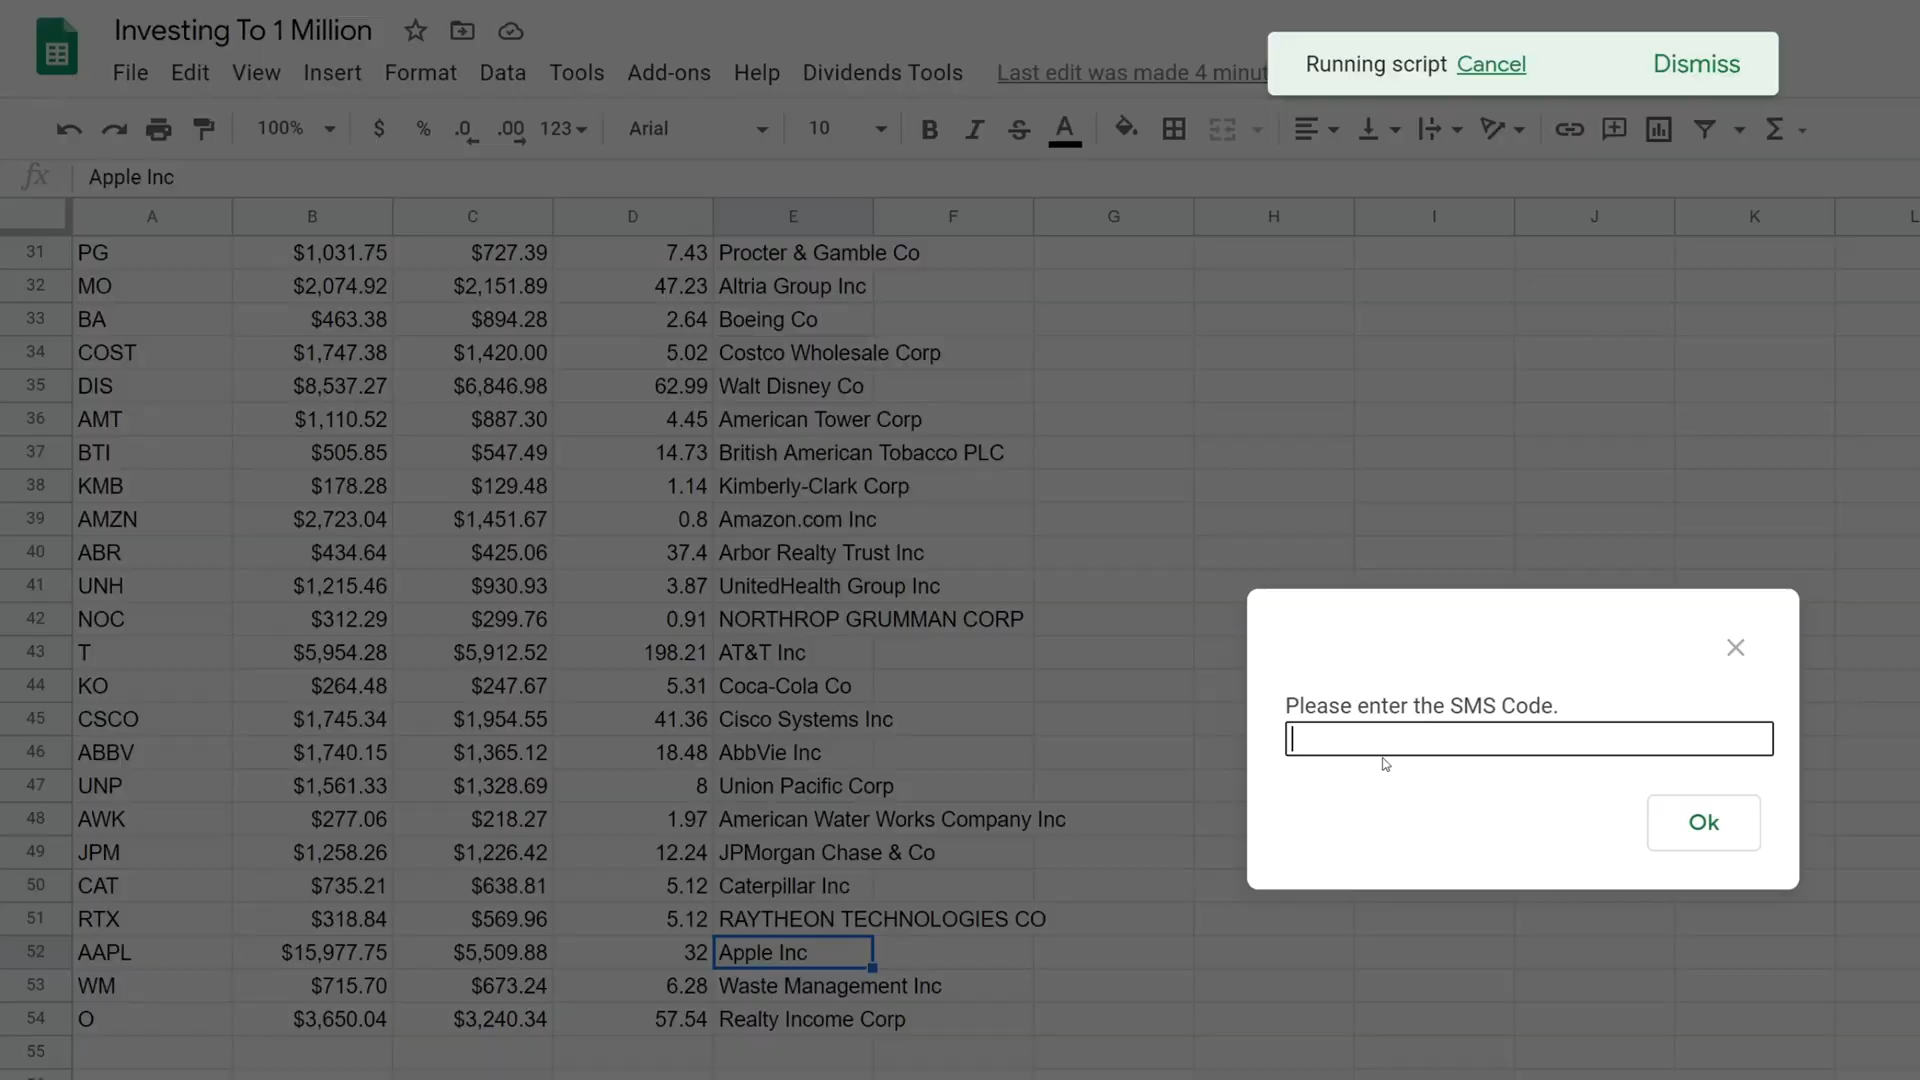 Investing To 1 Million
File Edit View Insert Format Data Tools Add-ons Help Dividends Tools Last edit was made 4 minut
Running script Cancel Dismiss
100% $ % .0 .00 123 Arial 10 B I S A Σ
fx Apple Inc
A B C D E F G H I J K L
31 PG $1,031.75 $727.39 7.43 Procter & Gamble Co
32 MO $2,074.92 $2,151.89 47.23 Altria Group Inc
33 BA $463.38 $894.28 2.64 Boeing Co
34 COST $1,747.38 $1,420.00 5.02 Costco Wholesale Corp
35 DIS $8,537.27 $6,846.98 62.99 Walt Disney Co
36 AMT $1,110.52 $887.30 4.45 American Tower Corp
37 BTI $505.85 $547.49 14.73 British American Tobacco PLC
38 KMB $178.28 $129.48 1.14 Kimberly-Clark Corp
39 AMZN $2,723.04 $1,451.67 0.8 Amazon.com Inc
40 ABR $434.64 $425.06 37.4 Arbor Realty Trust Inc
41 UNH $1,215.46 $930.93 3.87 UnitedHealth Group Inc
42 NOC $312.29 $299.76 0.91 NORTHROP GRUMMAN CORP
43 T $5,954.28 $5,912.52 198.21 AT&T Inc
44 KO $264.48 $247.67 5.31 Coca-Cola Co
45 CSCO $1,745.34 $1,954.55 41.36 Cisco Systems Inc
46 ABBV $1,740.15 $1,365.12 18.48 AbbVie Inc
47 UNP $1,561.33 $1,328.69 8 Union Pacific Corp
48 AWK $277.06 $218.27 1.97 American Water Works Company Inc
49 JPM $1,258.26 $1,226.42 12.24 JPMorgan Chase & Co
50 CAT $735.21 $638.81 5.12 Caterpillar Inc
51 RTX $318.84 $569.96 5.12 RAYTHEON TECHNOLOGIES CO
52 AAPL $15,977.75 $5,509.88 32 Apple Inc
53 WM $715.70 $673.24 6.28 Waste Management Inc
54 O $3,650.04 $3,240.34 57.54 Realty Income Corp
55
Please enter the SMS Code.
Ok